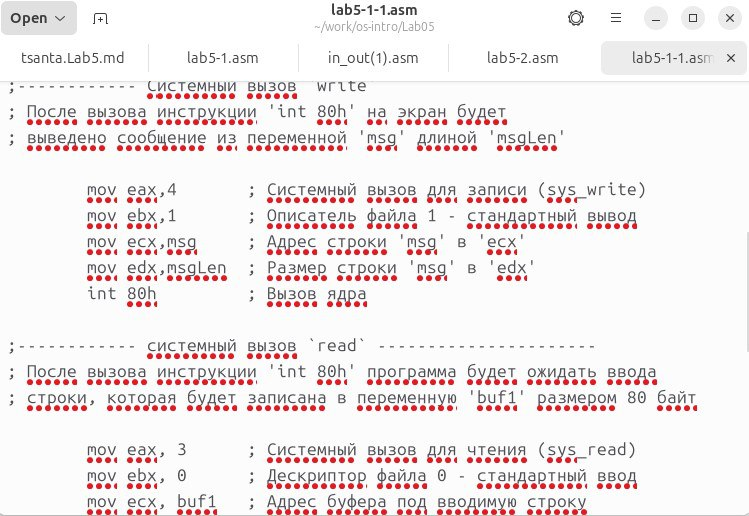 Open
lab5-1-1.asm
~/work/os-intro/Lab05
tsanta.Lab5.md lab5-1.asm in_out(1).asm lab5-2.asm lab5-1-1.asm
;------------ Системный вызов `write`
; После вызова инструкции 'int 80h' на экран будет
; выведено сообщение из переменной 'msg' длиной 'msgLen'
mov eax,4 ; Системный вызов для записи (sys_write)
mov ebx,1 ; Описатель файла 1 - стандартный вывод
mov ecx,msg ; Адрес строки 'msg' в 'ecx'
mov edx,msgLen ; Размер строки 'msg' в 'edx'
int 80h ; Вызов ядра
;------------ системный вызов `read` ----------------------
; После вызова инструкции 'int 80h' программа будет ожидать ввода
; строки, которая будет записана в переменную 'buf1' размером 80 байт
mov eax, 3 ; Системный вызов для чтения (sys_read)
mov ebx, 0 ; Дескриптор файла 0 - стандартный ввод
mov ecx, buf1 ; Адрес буфера под вводимую строку